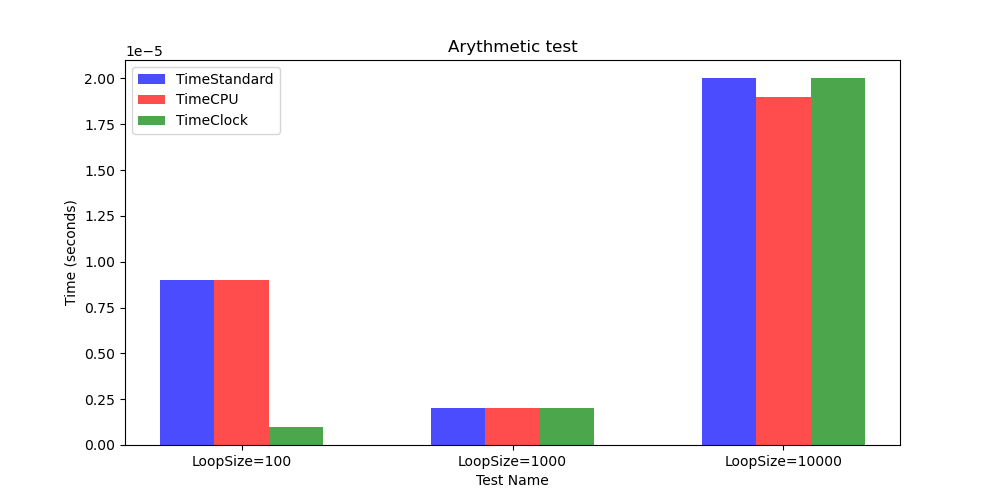 Arythmetic test
1e−5
TimeStandard
TimeCPU
TimeClock
2.00
1.75
1.50
1.25
1.00
0.75
0.50
0.25
0.00
Time (seconds)
LoopSize=100
LoopSize=1000
LoopSize=10000
Test Name